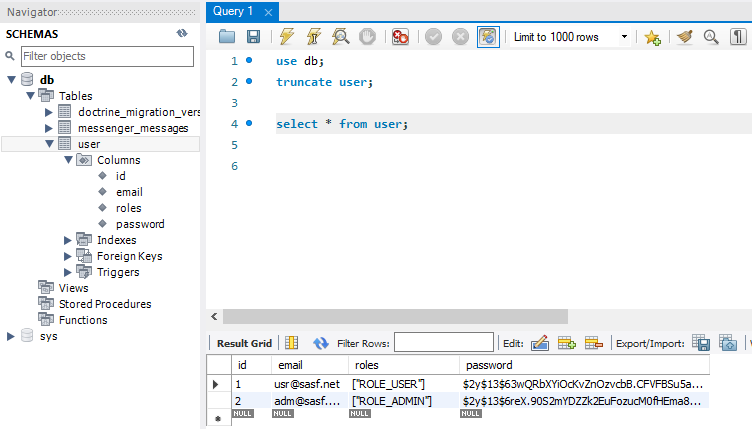 Navigator
Query 1
SCHEMAS
Filter objects
Limit to 1000 rows
db
Tables
doctrine_migration_vers
messenger_messages
user
Columns
id
email
roles
password
Indexes
Foreign Keys
Triggers
Views
Stored Procedures
Functions
sys
1 use db;
2 truncate user;
3
4 select * from user;
5
6
Result Grid Filter Rows: Edit: Export/Import:
id email roles password
1 usr@sasf.net ["ROLE_USER"] $2y$13$63wQRbXYiOcKvZnOzvcbB.CFVFBSu5a...
2 adm@sasf.... ["ROLE_ADMIN"] $2y$13$6reX.90S2mYDZZk2EuFozucM0fHEma8...
NULL NULL NULL NULL